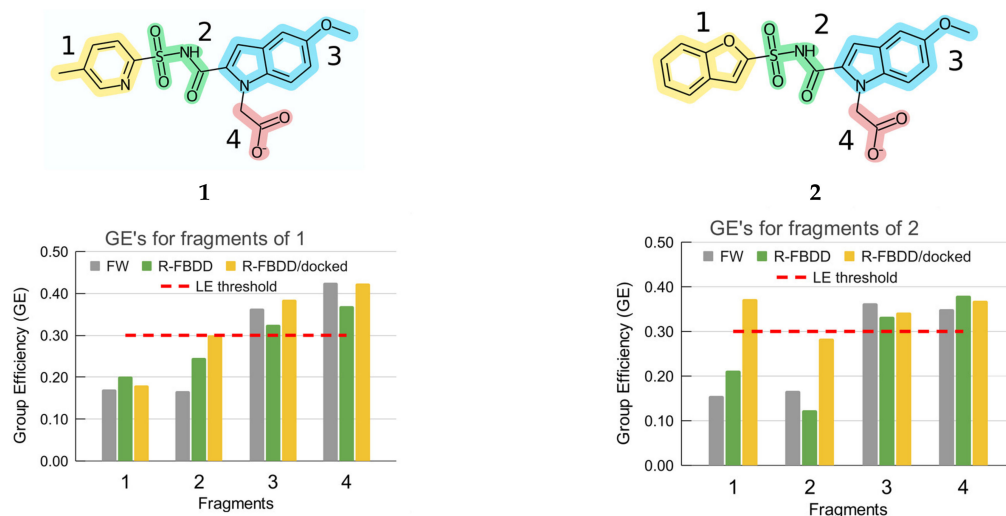 1 2 3 4
S NH O O O N N O O O-
1
1 2 3 4
O S NH O O O N O O O-
2
GE's for fragments of 1
FW R-FBDD R-FBDD/docked
LE threshold
Group Efficiency (GE)
0.50
0.40
0.30
0.20
0.10
0.00
1 2 3 4
Fragments
GE's for fragments of 2
FW R-FBDD R-FBDD/docked
LE threshold
Group Efficiency (GE)
0.50
0.40
0.30
0.20
0.10
0.00
1 2 3 4
Fragments